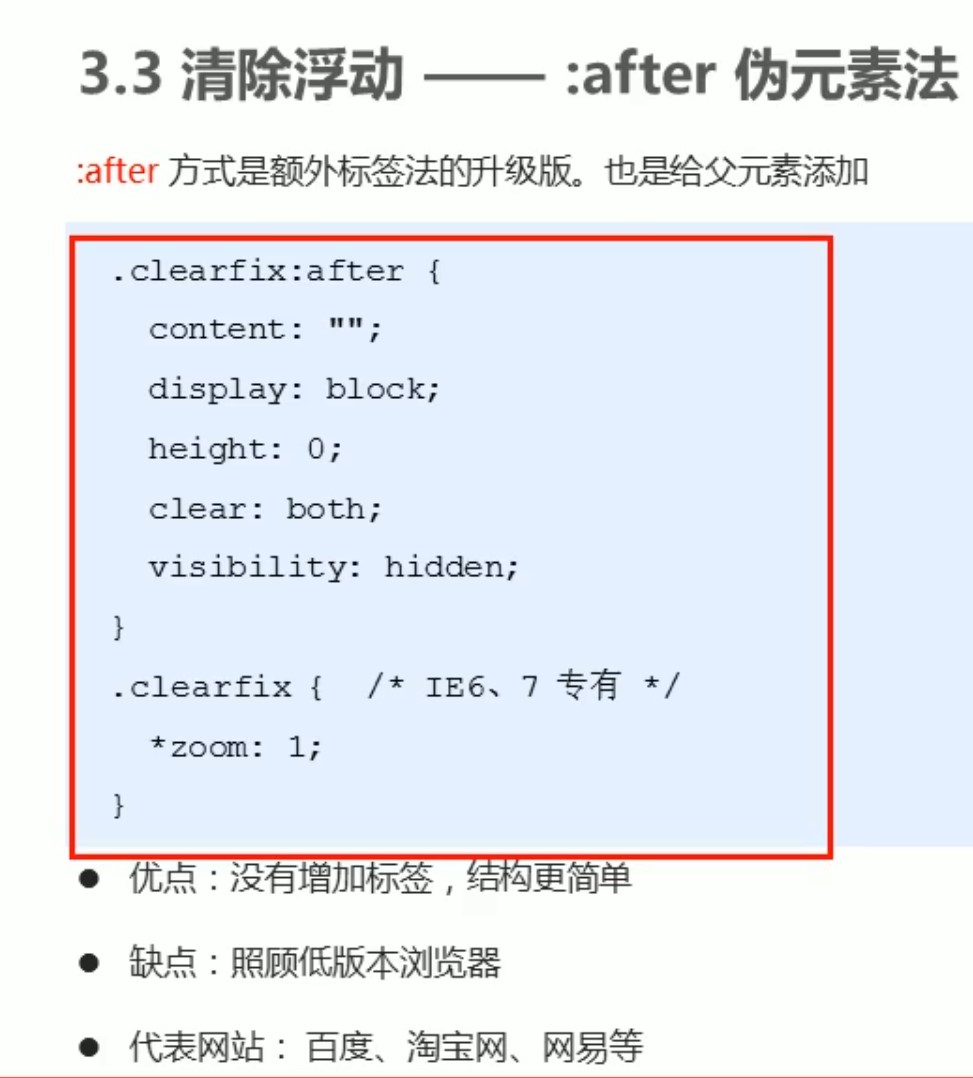 3.3 清除浮动 —— :after 伪元素法
:after 方式是额外标签法的升级版。也是给父元素添加
.clearfix:after {
content: "";
display: block;
height: 0;
clear: both;
visibility: hidden;
}
.clearfix { /* IE6、7 专有 */
*zoom: 1;
}
● 优点：没有增加标签，结构更简单
● 缺点：照顾低版本浏览器
● 代表网站： 百度、淘宝网、网易等